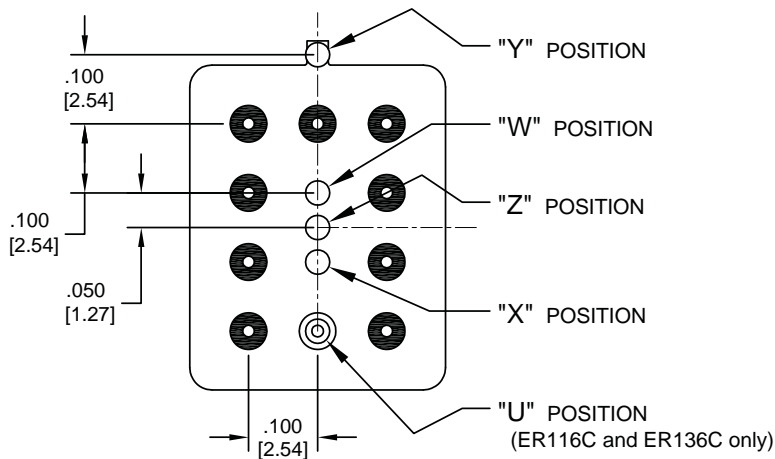 "Y" POSITION
.100
[2.54]
"W" POSITION
"Z" POSITION
.100
[2.54]
.050
[1.27]
"X" POSITION
"U" POSITION
(ER116C and ER136C only)
.100
[2.54]